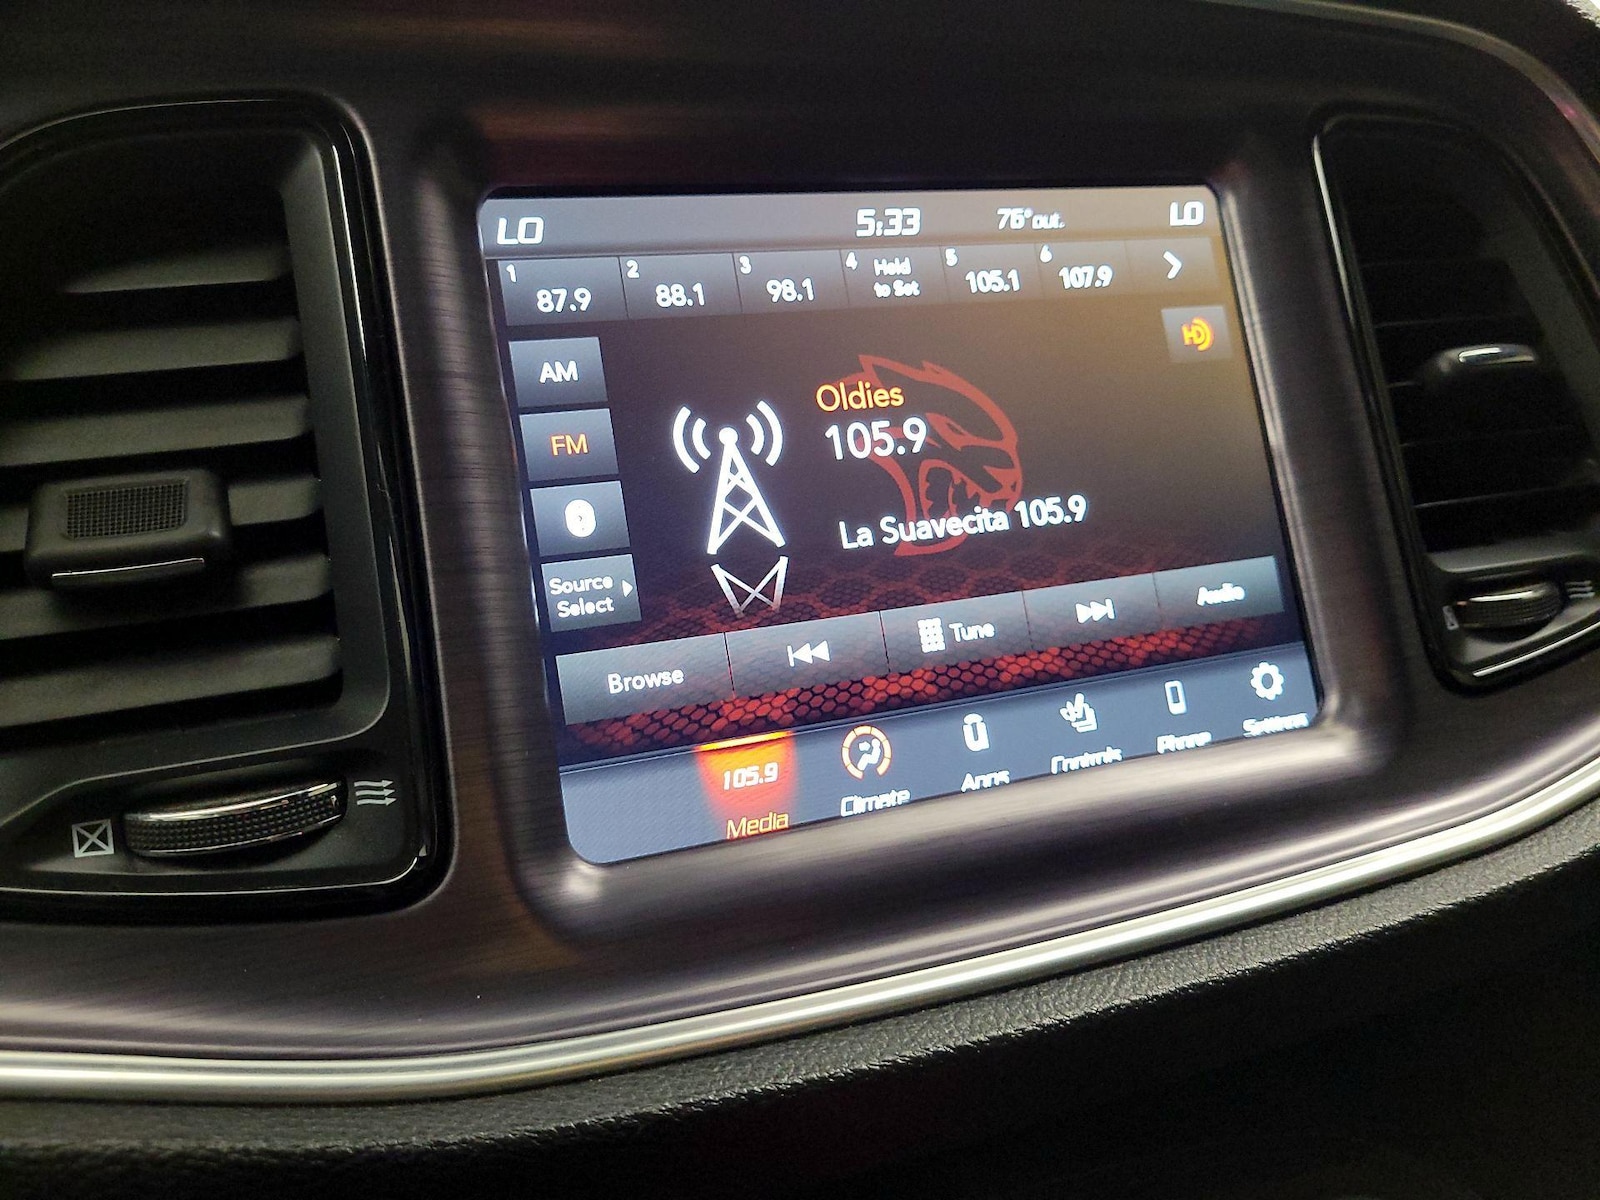 LO 5:33 76° out. LO
1 87.9 2 88.1 3 98.1 4 Hold to Set 5 105.1 6 107.9
HD
AM
FM
Oldies
105.9
La Suavecita 105.9
Source
Select
Browse Tune Audio
105.9
Media Climate Apps Controls Phone Settings